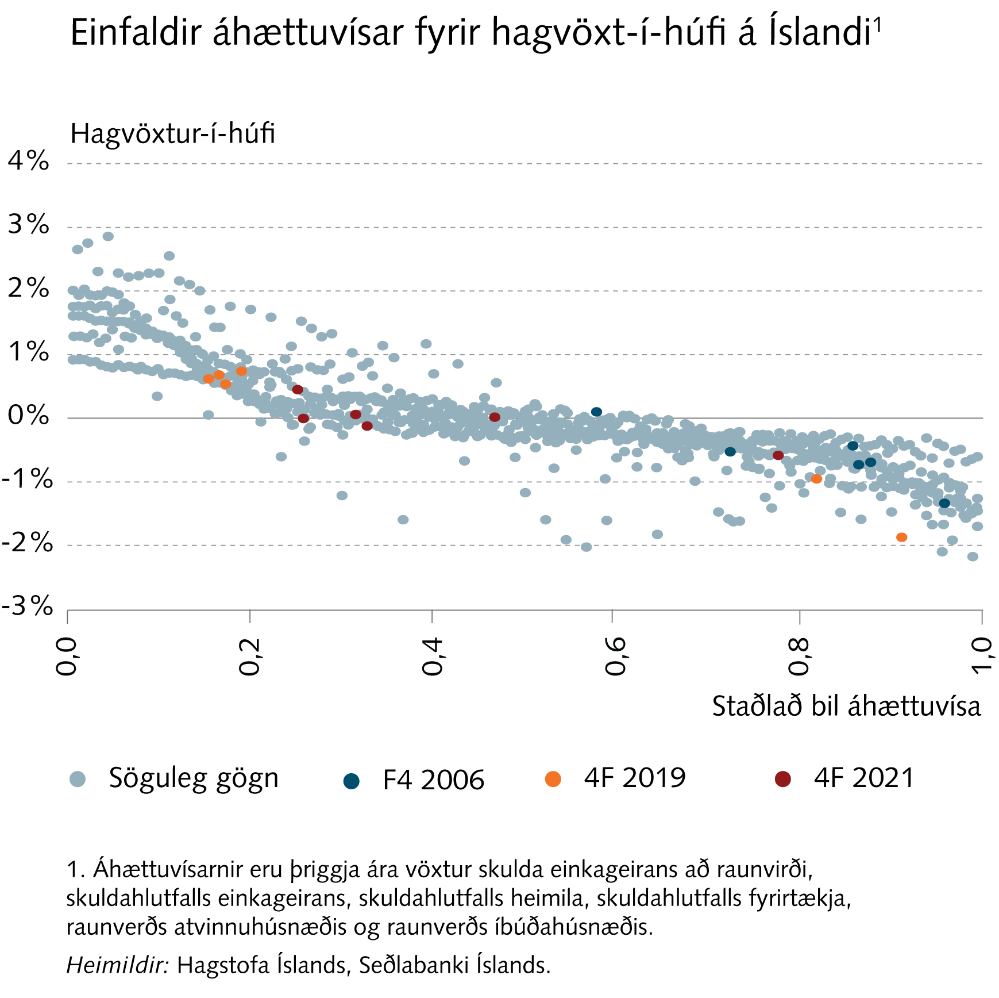 Einfaldir áhættuvísar fyrir hagvöxt-í-húfi á Íslandi¹
Hagvöxtur-í-húfi
4%
3%
2%
1%
0%
-1%
-2%
-3%
0,0
0,2
0,4
0,6
0,8
1,0
Staðlað bil áhættuvísa
Söguleg gögn
F4 2006
4F 2019
4F 2021
1. Áhættuvísarnir eru þriggja ára vöxtur skulda einkageirans að raunvirði,
skuldahlutfalls einkageirans, skuldahlutfalls heimila, skuldahlutfalls fyrirtækja,
raunverðs atvinnuhúsnæðis og raunverðs íbúðahúsnæðis.
Heimildir: Hagstofa Íslands, Seðlabanki Íslands.